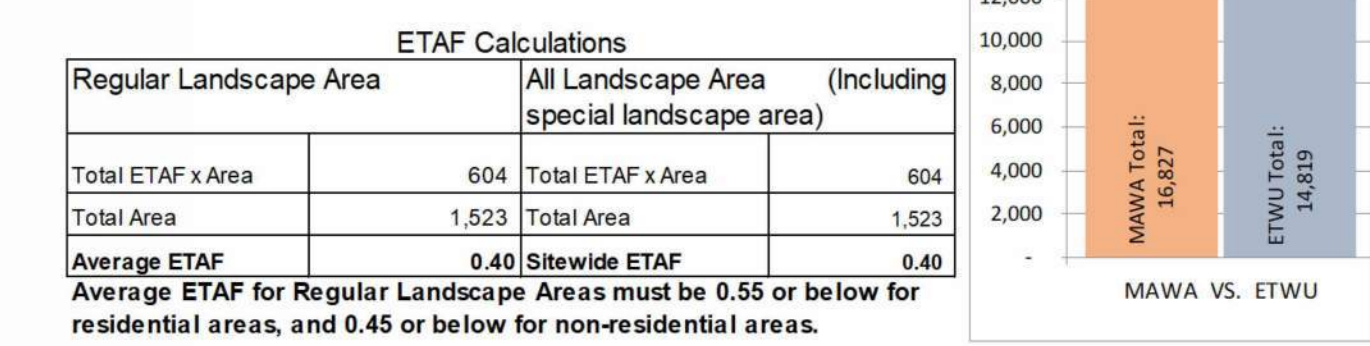 ETAF Calculations
Regular Landscape Area
All Landscape Area (Including
special landscape area)
Total ETAF x Area 604 Total ETAF x Area 604
Total Area 1,523 Total Area 1,523
Average ETAF 0.40 Sitewide ETAF 0.40
Average ETAF for Regular Landscape Areas must be 0.55 or below for
residential areas, and 0.45 or below for non-residential areas.
10,000
8,000
6,000
4,000
2,000
-
MAWA Total:
16,827
ETWU Total:
14,819
MAWA VS. ETWU